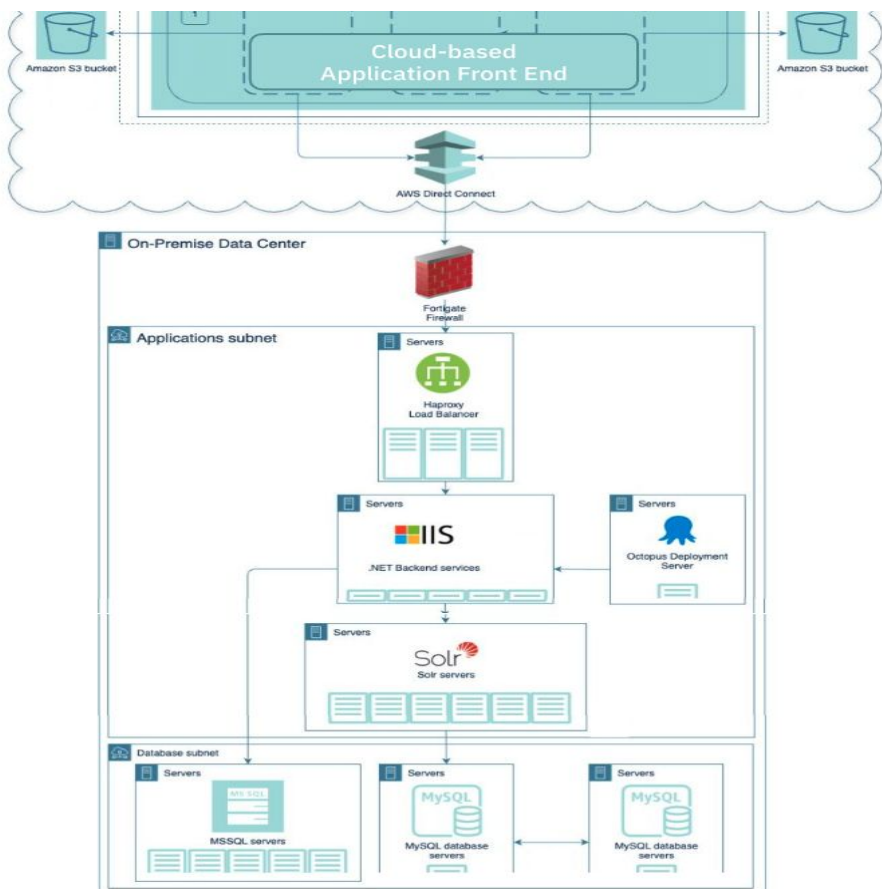 Cloud-based
Application Front End
Amazon S3 bucket
Amazon S3 bucket
AWS Direct Connect
On-Premise Data Center
Fortigate
Firewall
Applications subnet
Servers
Haproxy
Load Balancer
Servers
IIS
.NET Backend services
Servers
Octopus Deployment
Server
Servers
Solr
Solr servers
Database subnet
Servers
MS SQL
MSSQL servers
Servers
MySQL
MySQL database
servers
Servers
MySQL
MySQL database
servers